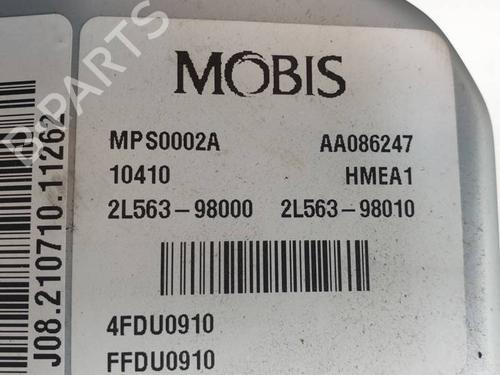 MOBIS
MPS0002A AA086247
10410 HMEA1
2L563-98000 2L563-98010
4FDU0910
FFDU0910
J08.210710.11262
B-PARTS